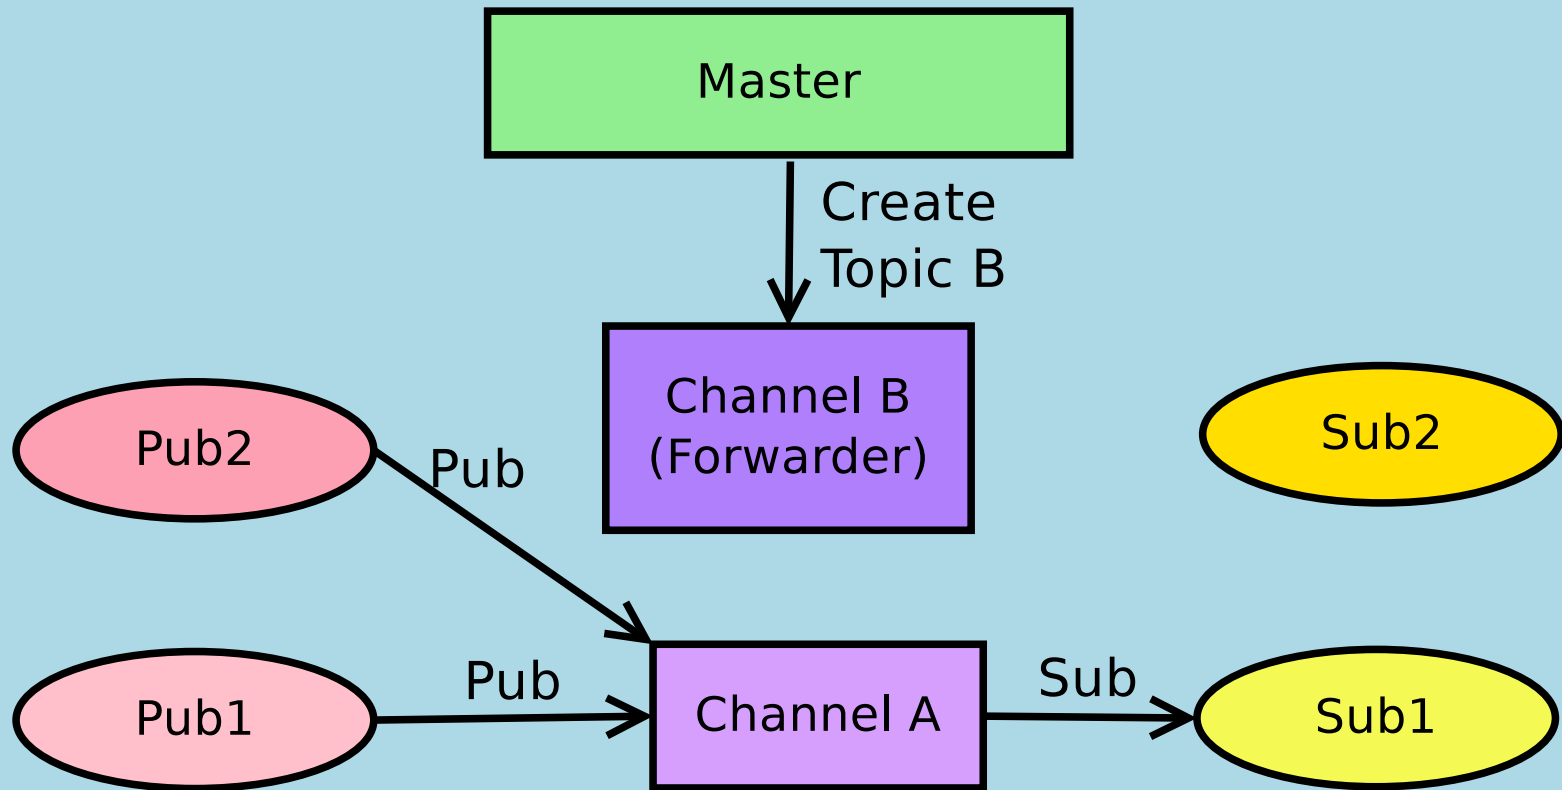 Master
Create
Topic B
Channel B
(Forwarder)
Pub2
Pub
Sub2
Pub1
Pub
Channel A
Sub
Sub1